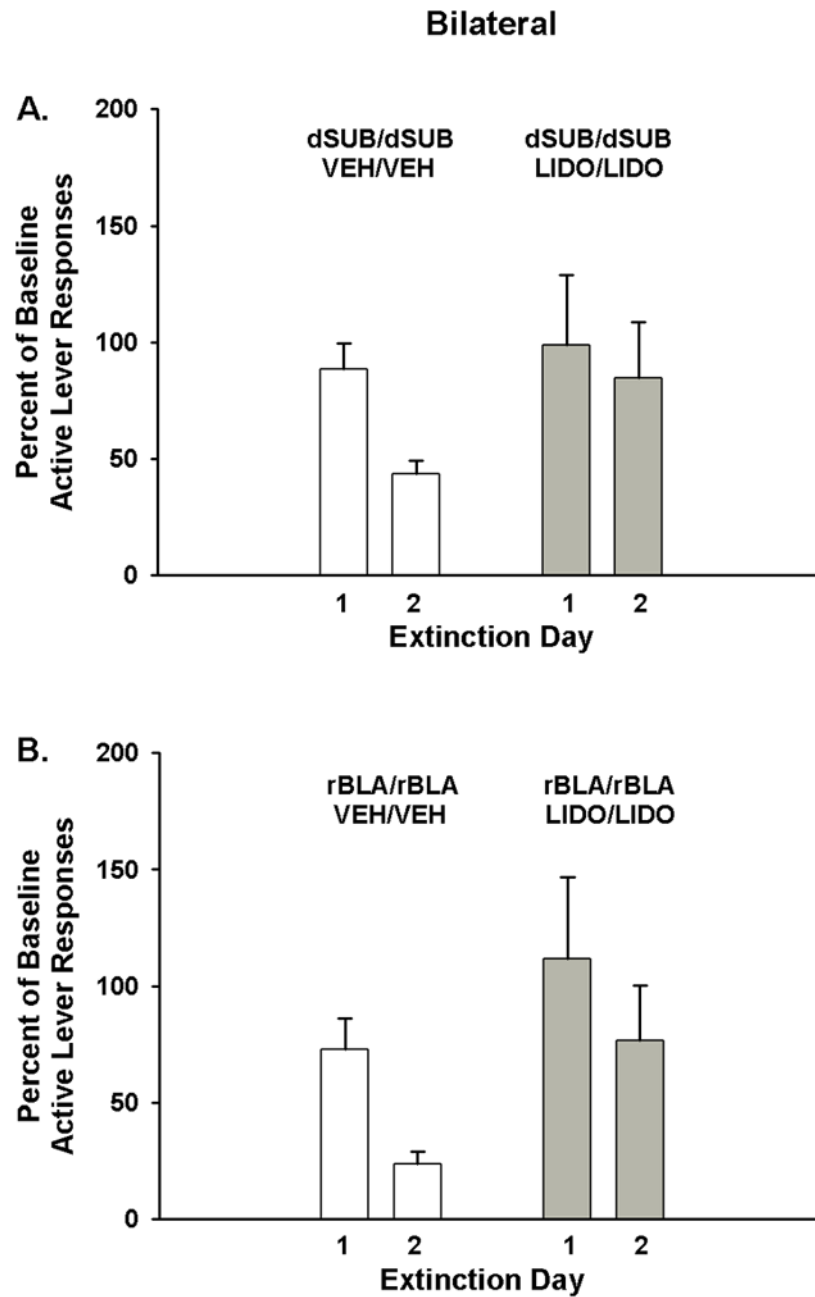 Bilateral
A.
200
150
100
50
0
Percent of Baseline
Active Lever Responses
dSUB/dSUB dSUB/dSUB
VEH/VEH LIDO/LIDO
1 2 1 2
Extinction Day
B.
200
150
100
50
0
Percent of Baseline
Active Lever Responses
rBLA/rBLA rBLA/rBLA
VEH/VEH LIDO/LIDO
1 2 1 2
Extinction Day